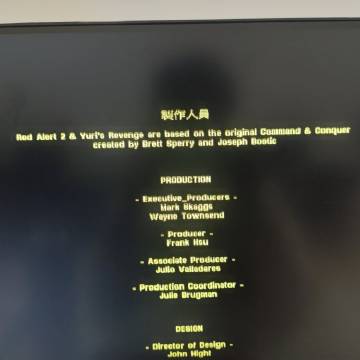 製作人員
Red Alert 2 & Yuri's Revenge are based on the original Command & Conquer
created by Brett Sperry and Joseph Bostic
PRODUCTION
- Executive Producers -
Mark Skaggs
Wayne Townsend
- Producer -
Frank Hsu
- Associate Producer -
Julio Valladares
- Production Coordinator -
Julie Brugman
DESIGN
- Director of Design -
John Hight